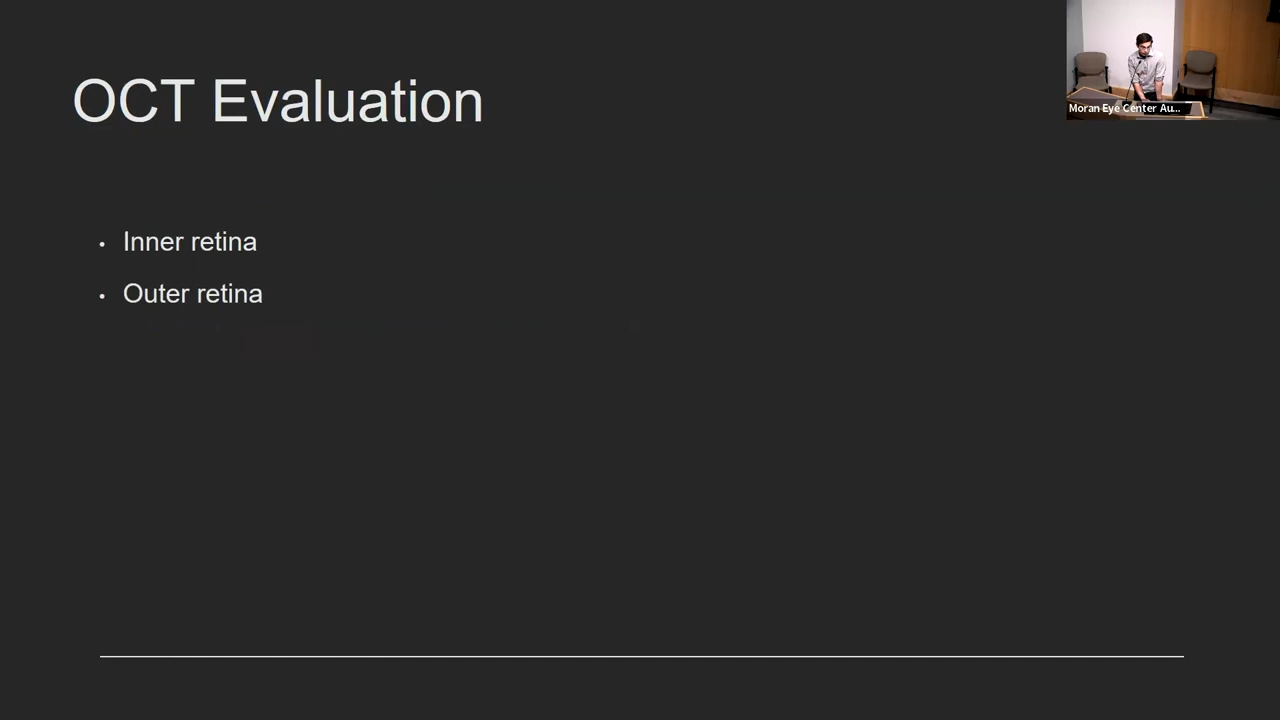 OCT Evaluation
Moran Eye Center Au...
• Inner retina
• Outer retina